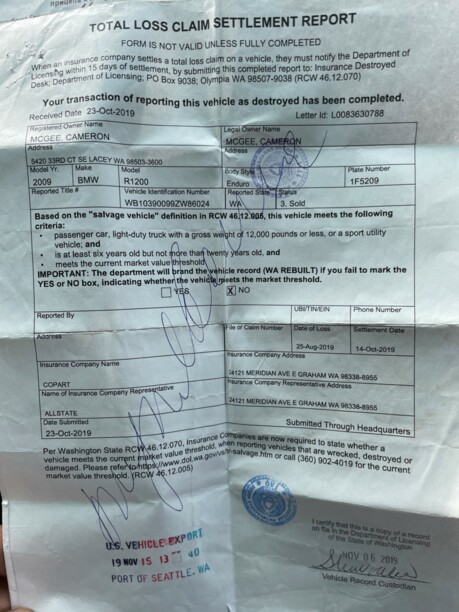 TOTAL LOSS CLAIM SETTLEMENT REPORT
FORM IS NOT VALID UNLESS FULLY COMPLETED
When an insurance company settles a total loss claim on a vehicle, they must notify the Department of
Licensing within 15 days of settlement, by submitting this completed report to: Insurance Destroyed
Desk; Department of Licensing; PO Box 9038; Olympia WA 98507-9038 (RCW 46.12.070)
Your transaction of reporting this vehicle as destroyed has been completed.
Received Date 23-Oct-2019
Letter Id: L0083630788
Registered Owner Name
Legal Owner Name
MCGEE, CAMERON
MCGEE, CAMERON
Address
Address
5420 33RD CT SE LACEY WA 98503-3600
Model Yr. Make Model Body Style Plate Number
2009 BMW R1200 Enduro 1F5209
Reported Title # Vehicle Identification Number Reported State Status
WB10390099ZW86024 WA 3. Sold
Based on the "salvage vehicle" definition in RCW 46.12.005, this vehicle meets the following
criteria:
• passenger car, light-duty truck with a gross weight of 12,000 pounds or less, or a sport utility
vehicle; and
• is at least six years old but not more than twenty years old, and
• meets the current market value threshold.
IMPORTANT: The department will brand the vehicle record (WA REBUILT) if you fail to mark the
YES or NO box, indicating whether the vehicle meets the market threshold.
YES X NO
Reported By
UBI/TIN/EIN Phone Number
Address
File of Claim Number Date of Loss Settlement Date
25-Aug-2019 14-Oct-2019
Insurance Company Name
Insurance Company Address
COPART
24121 MERIDIAN AVE E GRAHAM WA 98338-8955
Name of Insurance Company Representative
Insurance Company Representative Address
ALLSTATE
24121 MERIDIAN AVE E GRAHAM WA 98338-8955
Date Submitted
23-Oct-2019
Submitted Through Headquarters
Per Washington State RCW 46.12.070, Insurance Companies are now required to state whether a
vehicle meets the current market value threshold, when reporting vehicles that are wrecked, destroyed or
damaged. Please refer to https://www.dol.wa.gov/vs/tr-salvage.htm or call (360) 902-4019 for the current
market value threshold. (RCW 46.12.005)
U.S. VEHICLE EXPORT
19 NOV 15 13 40
PORT OF SEATTLE, WA
I certify that this is a copy of a record
on file in the Department of Licensing
of the State of Washington
NOV 06 2019
Vehicle Record Custodian